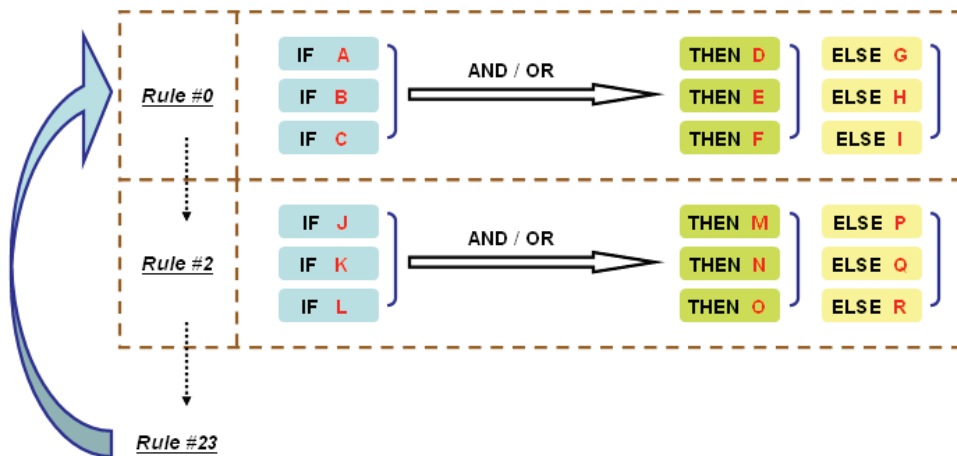 IF A
THEN D
ELSE G
AND / OR
Rule #0
IF B
THEN E
ELSE H
IF C
THEN F
ELSE I
IF J
THEN M
ELSE P
AND / OR
Rule #2
IF K
THEN N
ELSE Q
IF L
THEN O
ELSE R
Rule #23